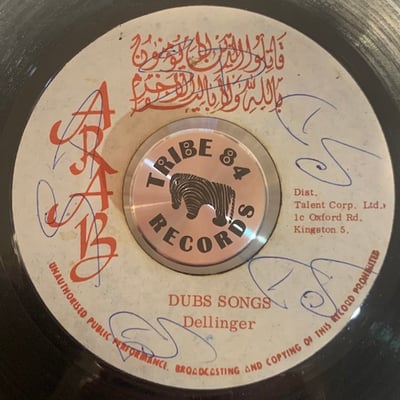 قاتلوا الذين لا يؤمنون
بالله ولا باليوم الآخر
ARAB
TRIBE 84
RECORDS
Dist.
Talent Corp. Ltd.
1c Oxford Rd.
Kingston 5.
DUBS SONGS
Dellinger
UNAUTHORISED PUBLIC PERFORMANCE, BROADCASTING AND COPYING OF THIS RECORD PROHIBITED